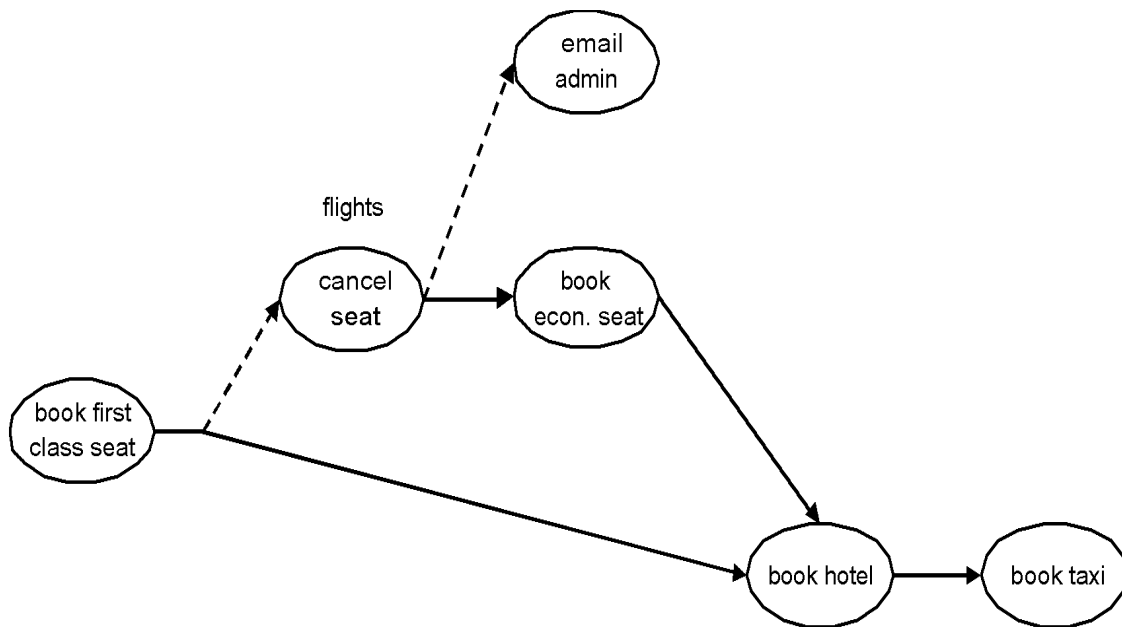 email
admin
flights
cancel
seat
book
econ. seat
book first
class seat
book hotel
book taxi